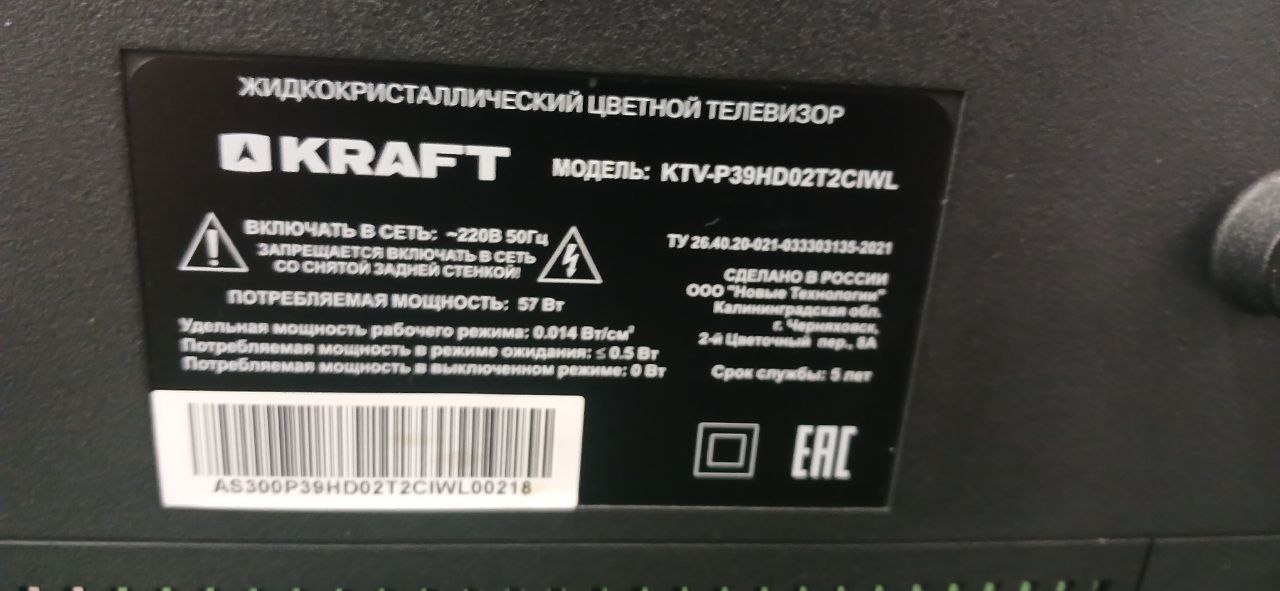 ЖИДКОКРИСТАЛЛИЧЕСКИЙ ЦВЕТНОЙ ТЕЛЕВИЗОР
KRAFT
МОДЕЛЬ: KTV-P39HD02T2CIWL
ВКЛЮЧАТЬ В СЕТЬ: ~220В 50Гц
ЗАПРЕЩАЕТСЯ ВКЛЮЧАТЬ В СЕТЬ
СО СНЯТОЙ ЗАДНЕЙ СТЕНКОЙ!
ПОТРЕБЛЯЕМАЯ МОЩНОСТЬ: 57 Вт
Удельная мощность рабочего режима: 0.014 Вт/см²
Потребляемая мощность в режиме ожидания: ≤ 0.5 Вт
Потребляемая мощность в выключенном режиме: 0 Вт
ТУ 26.40.20-021-033303135-2021
СДЕЛАНО В РОССИИ
ООО "Новые Технологии"
Калининградская обл.
г. Черняховск,
2-й Цветочный пер., 8А
Срок службы: 5 лет
AS300P39HD02T2CIWL00218
EAC